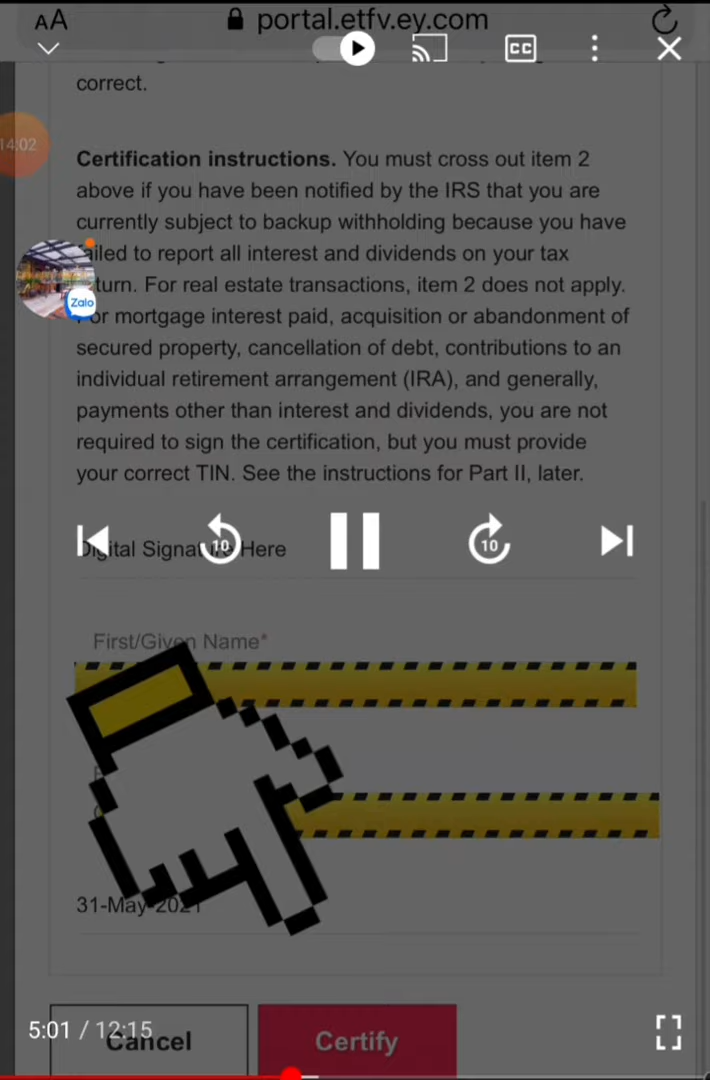 AA portal.etfv.ey.com
CC
correct.
14:02
Certification instructions. You must cross out item 2
above if you have been notified by the IRS that you are
currently subject to backup withholding because you have
failed to report all interest and dividends on your tax
return. For real estate transactions, item 2 does not apply.
For mortgage interest paid, acquisition or abandonment of
secured property, cancellation of debt, contributions to an
individual retirement arrangement (IRA), and generally,
payments other than interest and dividends, you are not
required to sign the certification, but you must provide
your correct TIN. See the instructions for Part II, later.
Zalo
10
10
Digital Signature Here
First/Given Name*
31-May-2021
5:01 / 12:15
Cancel
Certify